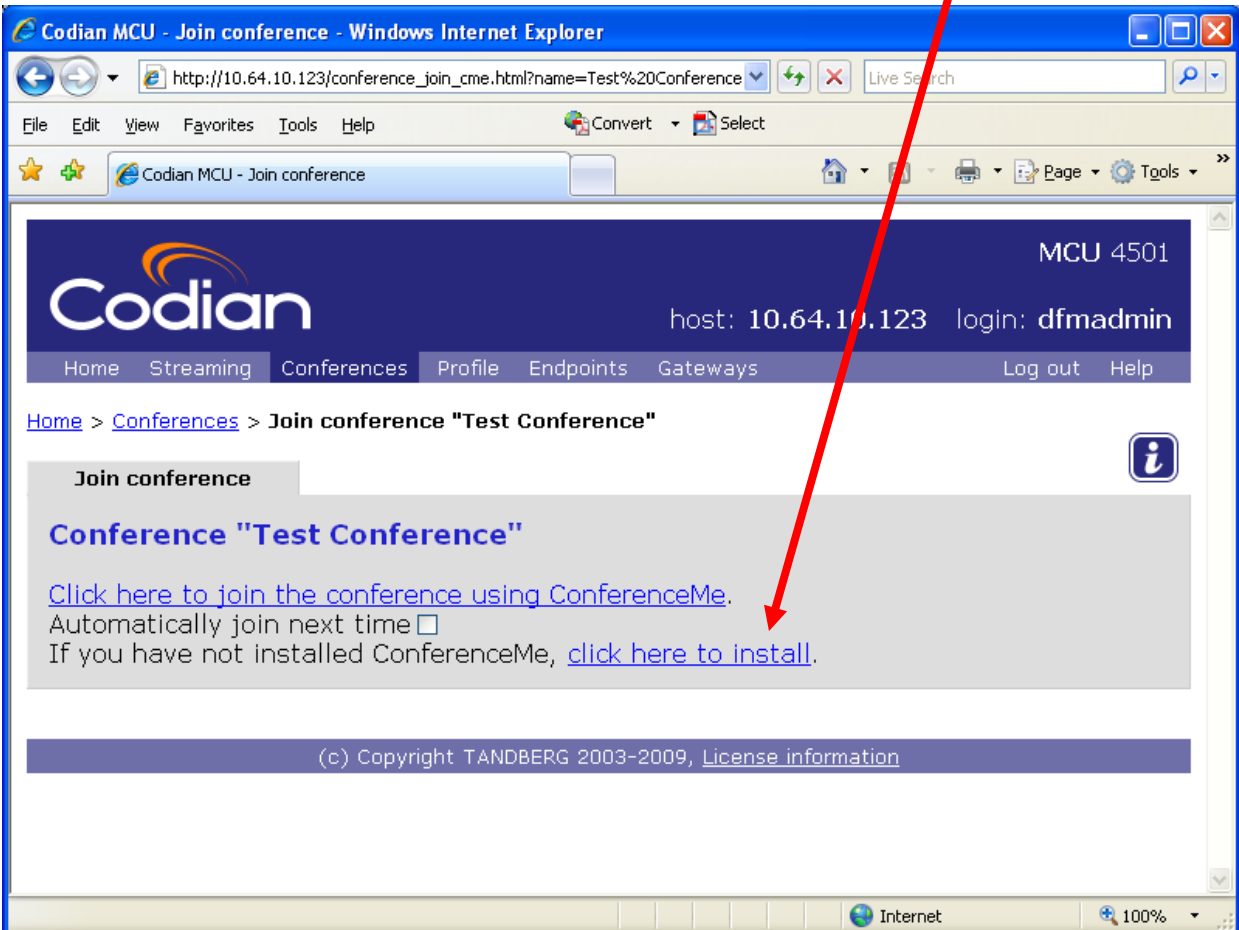 Codian MCU - Join conference - Windows Internet Explorer
http://10.64.10.123/conference_join_cme.html?name=Test%20Conference Live Search
File Edit View Favorites Tools Help Convert Select
Codian MCU - Join conference Page Tools »
MCU 4501
Codian
host: 10.64.10.123 login: dfmadmin
Home Streaming Conferences Profile Endpoints Gateways Log out Help
Home > Conferences > Join conference "Test Conference"
i
Join conference
Conference "Test Conference"
Click here to join the conference using ConferenceMe.
Automatically join next time
If you have not installed ConferenceMe, click here to install.
(c) Copyright TANDBERG 2003-2009, License information
Internet 100%